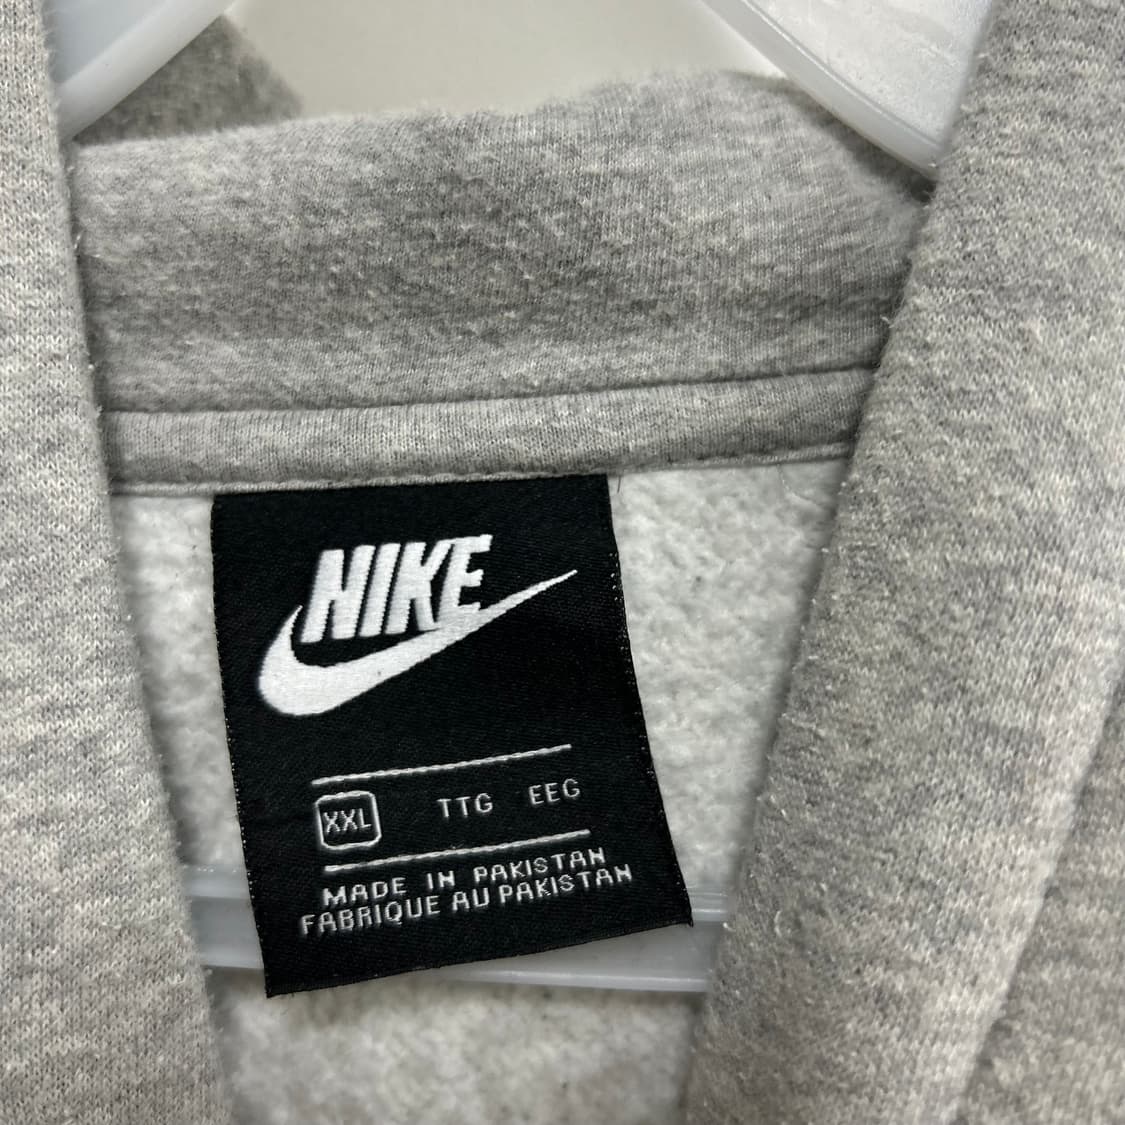 NIKE
XXL TTG EEG
MADE IN PAKISTAN
FABRIQUE AU PAKISTAN